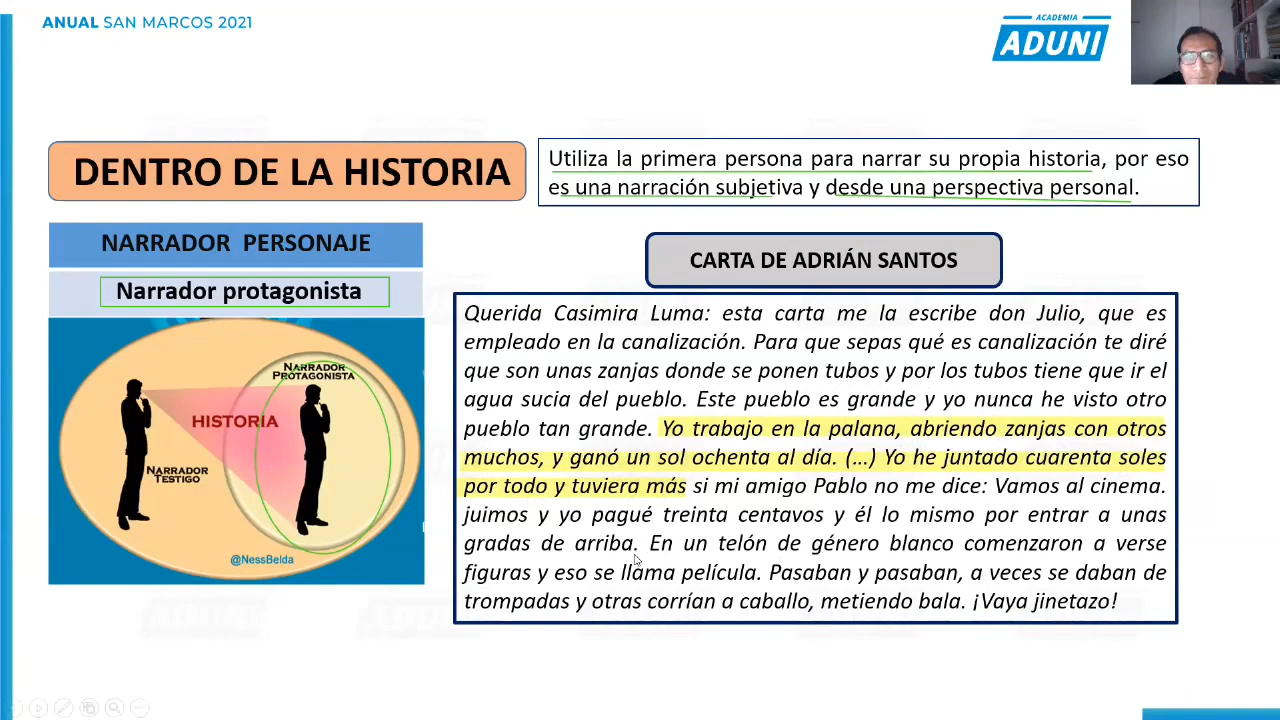 ANUAL SAN MARCOS 2021
ACADEMIA
ADUNI
DENTRO DE LA HISTORIA
Utiliza la primera persona para narrar su propia historia, por eso
es una narración subjetiva y desde una perspectiva personal.
NARRADOR PERSONAJE
Narrador protagonista
NARRADOR
PROTAGONISTA
HISTORIA
NARRADOR
TESTIGO
@NessBelda
CARTA DE ADRIÁN SANTOS
Querida Casimira Luma: esta carta me la escribe don Julio, que es
empleado en la canalización. Para que sepas qué es canalización te diré
que son unas zanjas donde se ponen tubos y por los tubos tiene que ir el
agua sucia del pueblo. Este pueblo es grande y yo nunca he visto otro
pueblo tan grande. Yo trabajo en la palana, abriendo zanjas con otros
muchos, y ganó un sol ochenta al día. (...) Yo he juntado cuarenta soles
por todo y tuviera más si mi amigo Pablo no me dice: Vamos al cinema.
juimos y yo pagué treinta centavos y él lo mismo por entrar a unas
gradas de arriba. En un telón de género blanco comenzaron a verse
figuras y eso se llama película. Pasaban y pasaban, a veces se daban de
trompadas y otras corrían a caballo, metiendo bala. ¡Vaya jinetazo!